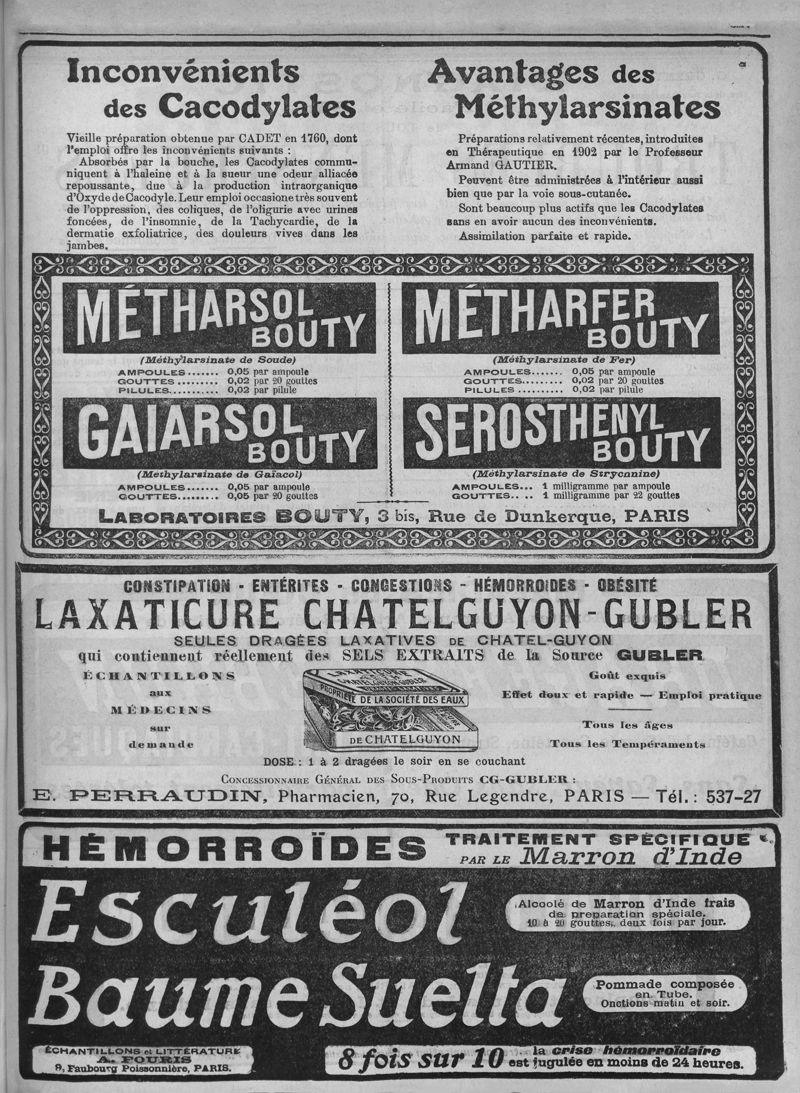 Inconvénients
des Cacodylates
Vieille préparation obtenue par CADET en 1760, dont
l'emploi offre les inconvénients suivants :
Absorbés par la bouche, les Cacodylates commu-
niquent à l'haleine et à la sueur une odeur alliacée
repoussante, due à la production intraorganique
d'Oxyde de Cacodyle. Leur emploi occasione très souvent
de l'oppression, des coliques, de l'oligurie avec urines
foncées, de l'insomnie, de la Tachycardie, de la
dermatie exfoliatrice, des douleurs vives dans les
jambes.
Avantages des
Méthylarsinates
Préparations relativement récentes, introduites
en Thérapeutique en 1902 par le Professeur
Armand GAUTIER.
Peuvent être administrées à l'intérieur aussi
bien que par la voie sous-cutanée.
Sont beaucoup plus actifs que les Cacodylates
sans en avoir aucun des inconvénients.
Assimilation parfaite et rapide.
MÉTHARSOL
BOUTY
(Méthylarsinate de Soude)
AMPOULES....... 0,05 par ampoule
GOUTTES......... 0,02 par 20 gouttes
PILULES........... 0,02 par pilule
MÉTHARFER
BOUTY
(Méthylarsinate de Fer)
AMPOULES....... 0,05 par ampoule
GOUTTES......... 0,02 par 20 gouttes
PILULES .......... 0,02 par pilule
GAIARSOL
BOUTY
(Méthylarsinate de Gaïacol)
AMPOULES....... 0,05 par ampoule
GOUTTES......... 0,05 par 20 gouttes
SEROSTHENYL
BOUTY
(Méthylarsinate de Strycnnine)
AMPOULES... 1 milligramme par ampoule
GOUTTES.. .. 1 milligramme par 22 gouttes
LABORATOIRES BOUTY, 3 bis, Rue de Dunkerque, PARIS
CONSTIPATION - ENTÉRITES - CONGESTIONS - HÉMORROIDES - OBÉSITÉ
LAXATICURE CHATELGUYON-GUBLER
SEULES DRAGÉES LAXATIVES DE CHATEL-GUYON
qui contiennent réellement des SELS EXTRAITS de la Source GUBLER
ÉCHANTILLONS
aux
MÉDECINS
sur
demande
LAXATICURE
CHATELGUYON-GUBLER
PROPRIÉTÉ DE LA SOCIÉTÉ DES EAUX
DE CHATELGUYON
Goût exquis
Effet doux et rapide — Emploi pratique
Tous les âges
Tous les Tempéraments
DOSE : 1 à 2 dragées le soir en se couchant
CONCESSIONNAIRE GÉNÉRAL DES SOUS-PRODUITS CG-GUBLER :
E. PERRAUDIN, Pharmacien, 70, Rue Legendre, PARIS — Tél. : 537-27
HÉMORROÏDES
TRAITEMENT SPÉCIFIQUE
PAR LE Marron d'Inde
Esculéol
Alcoolé de Marron d'Inde frais
de preparation spéciale.
10 à 20 gouttes, deux fois par jour.
Baume Suelta
Pommade composée
en Tube.
Onctions matin et soir.
ÉCHANTILLONS et LITTÉRATURE
A. FOURIS
9, Faubourg Poissonnière, PARIS.
8 fois sur 10
la crise hémorroïdaire
est jugulée en moins de 24 heures.